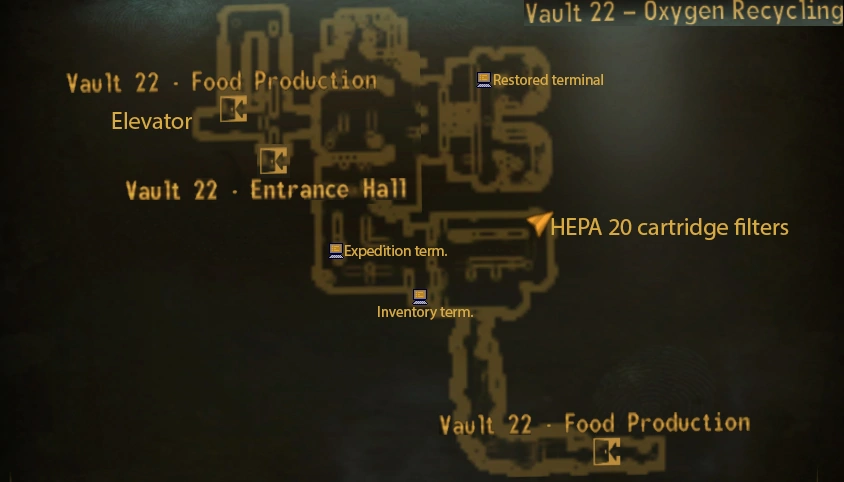 Vault 22 – Oxygen Recycling
Vault 22 · Food Production
Restored terminal
Elevator
Vault 22 · Entrance Hall
HEPA 20 cartridge filters
Expedition term.
Inventory term.
Vault 22 · Food Production